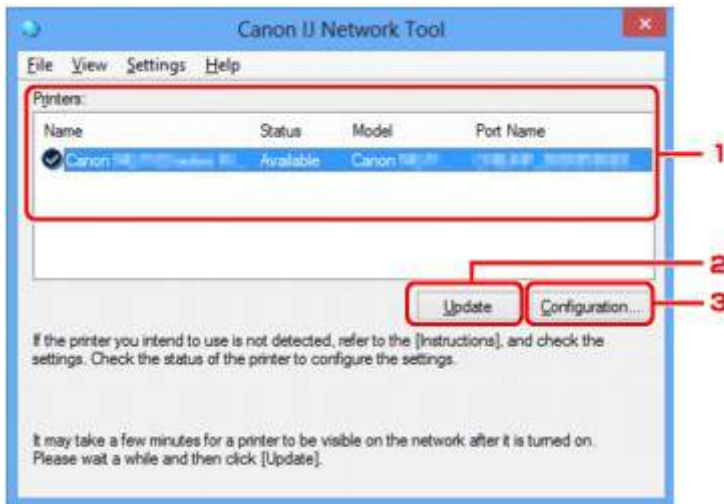 Canon IJ Network Tool
File View Settings Help
Printers:
Name Status Model Port Name
Canon Available Canon
1
2
Update Configuration...
3
If the printer you intend to use is not detected, refer to the [Instructions], and check the
settings. Check the status of the printer to configure the settings.
It may take a few minutes for a printer to be visible on the network after it is turned on.
Please wait a while and then click [Update].